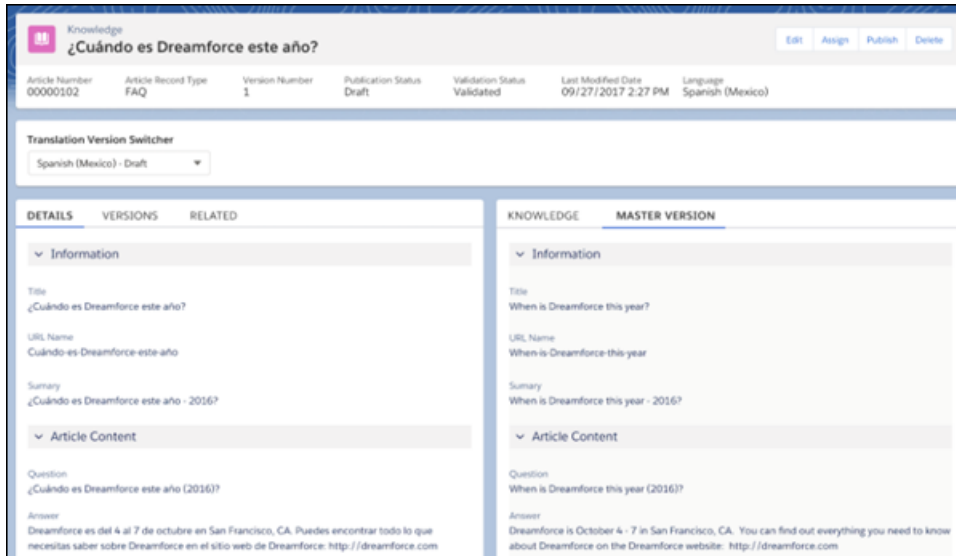 Knowledge
¿Cuándo es Dreamforce este año?
Edit Assign Publish Delete
Article Number Article Record Type Version Number Publication Status Validation Status Last Modified Date Language
00000102 FAQ 1 Draft Validated 09/27/2017 2:27 PM Spanish (Mexico)
Translation Version Switcher
Spanish (Mexico) - Draft
DETAILS VERSIONS RELATED
Information
Title
¿Cuándo es Dreamforce este año?
URL Name
Cuándo-es-Dreamforce-este-año
Sumary
¿Cuándo es Dreamforce este año - 2016?
Article Content
Question
¿Cuándo es Dreamforce este año (2016)?
Answer
Dreamforce es del 4 al 7 de octubre en San Francisco, CA. Puedes encontrar todo lo que
necesitas saber sobre Dreamforce en el sitio web de Dreamforce: http://dreamforce.com
KNOWLEDGE MASTER VERSION
Information
Title
When is Dreamforce this year?
URL Name
When-is-Dreamforce-this-year
Sumary
When is Dreamforce this year - 2016?
Article Content
Question
When is Dreamforce this year (2016)?
Answer
Dreamforce is October 4 - 7 in San Francisco, CA. You can find out everything you need to know
about Dreamforce on the Dreamforce website: http://dreamforce.com